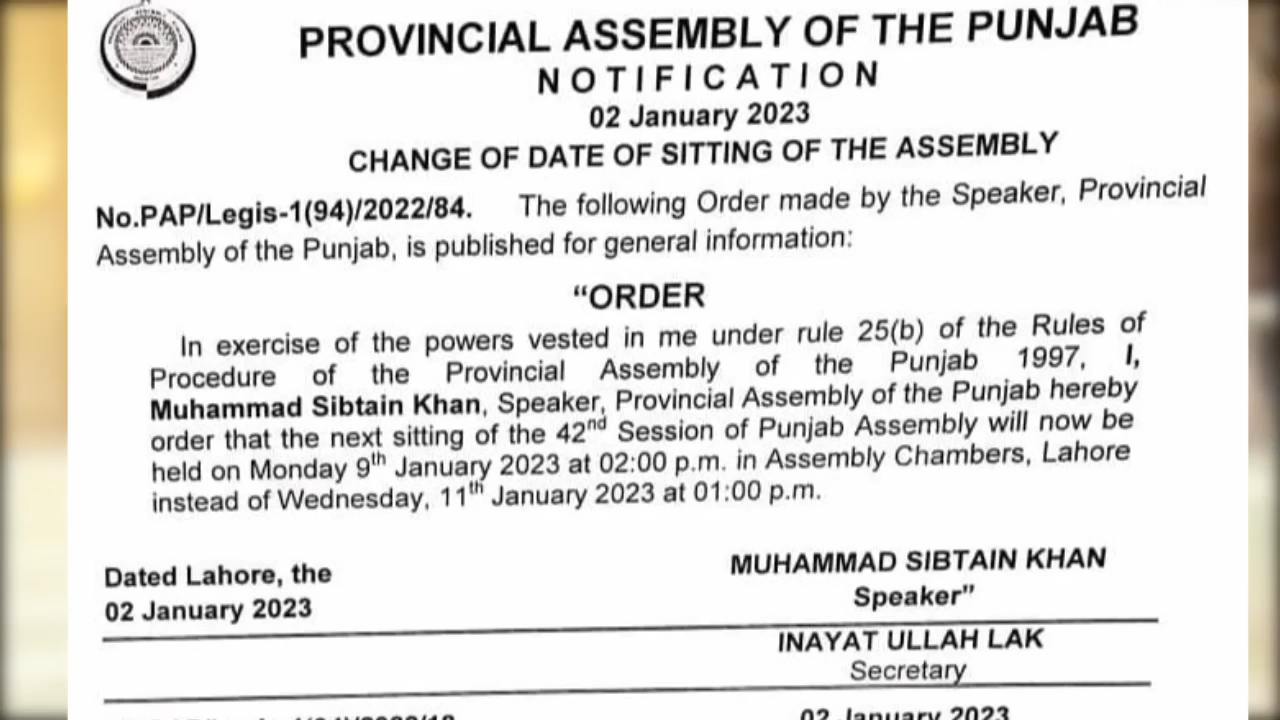 PROVINCIAL ASSEMBLY OF THE PUNJAB
NOTIFICATION
02 January 2023
CHANGE OF DATE OF SITTING OF THE ASSEMBLY
No.PAP/Legis-1(94)/2022/84. The following Order made by the Speaker, Provincial
Assembly of the Punjab, is published for general information:
“ORDER
In exercise of the powers vested in me under rule 25(b) of the Rules of
Procedure of the Provincial Assembly of the Punjab 1997, I,
Muhammad Sibtain Khan, Speaker, Provincial Assembly of the Punjab hereby
order that the next sitting of the 42nd Session of Punjab Assembly will now be
held on Monday 9th January 2023 at 02:00 p.m. in Assembly Chambers, Lahore
instead of Wednesday, 11th January 2023 at 01:00 p.m.
Dated Lahore, the
02 January 2023
MUHAMMAD SIBTAIN KHAN
Speaker”
INAYAT ULLAH LAK
Secretary
02 January 2023